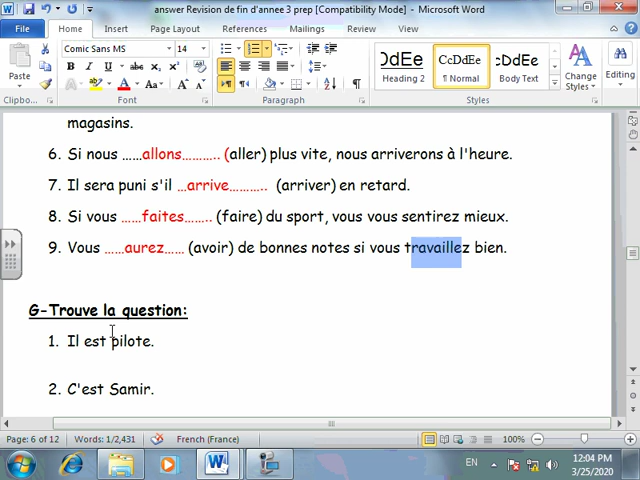 answer Revision de fin d'annee 3 prep [Compatibility Mode] - Microsoft Word
File Home Insert Page Layout References Mailings Review View
Comic Sans MS 14
Paste
Heading 2 Normal Body Text
Change Styles
Editing
Clipbo... Font Paragraph Styles
magasins.
6. Si nous ……allons……….. (aller) plus vite, nous arriverons à l'heure.
7. Il sera puni s'il …arrive……….. (arriver) en retard.
8. Si vous ……faites…….. (faire) du sport, vous vous sentirez mieux.
9. Vous ……aurez…… (avoir) de bonnes notes si vous travaillez bien.
G-Trouve la question:
1. Il est pilote.
2. C'est Samir.
Page: 6 of 12 Words: 1/2,431 French (France) 100%
EN 12:04 PM
3/25/2020